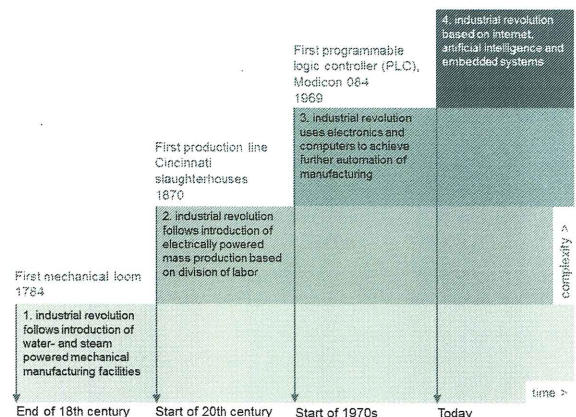 4. industrial revolution
based on internet,
artificial intelligence and
embedded systems
First programmable
logic controller (PLC),
Modicon 084
1969
3. industrial revolution
uses electronics and
computers to achieve
further automation of
manufacturing
First production line
Cincinnati
slaughterhouses
1870
2. industrial revolution
follows introduction of
electrically powered
mass production based
on division of labor
First mechanical loom
1784
1. industrial revolution
follows introduction of
water- and steam
powered mechanical
manufacturing facilities
complexity >
time >
End of 18th century
Start of 20th century
Start of 1970s
Today